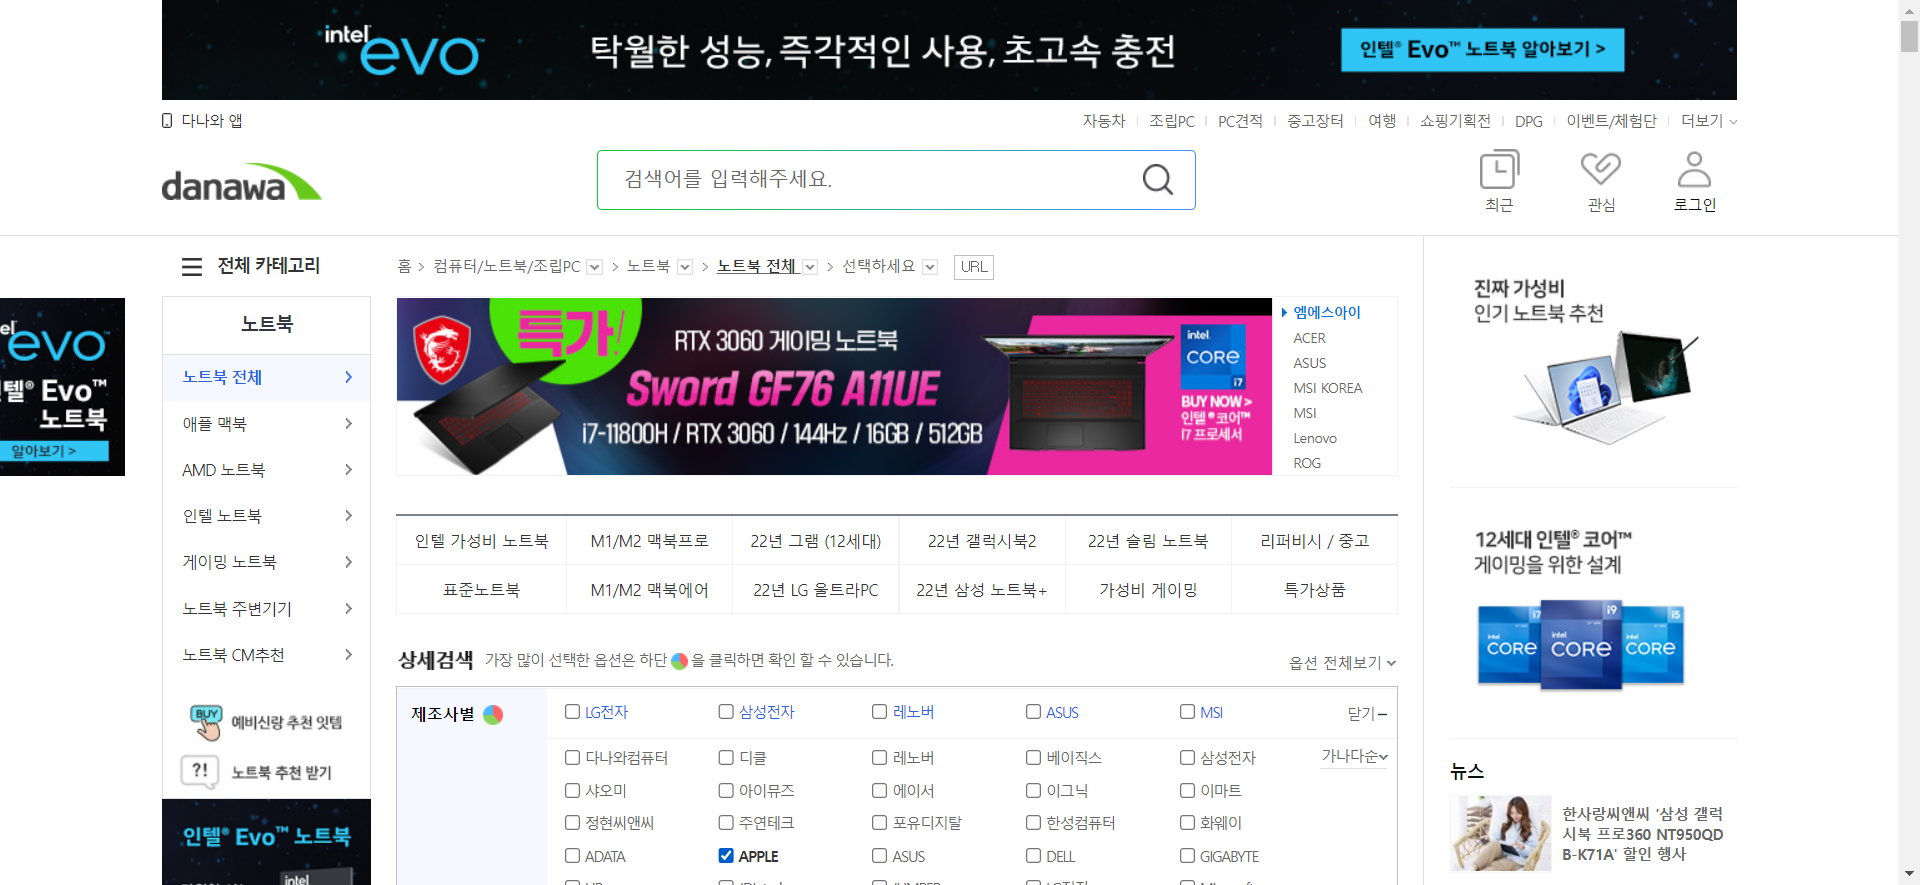 intel evo 탁월한 성능, 즉각적인 사용, 초고속 충전 인텔® Evo™ 노트북 알아보기 >
다나와 앱
자동차 조립PC PC견적 중고장터 여행 쇼핑기획전 DPG 이벤트/체험단 더보기
danawa
검색어를 입력해주세요.
최근 관심 로그인
전체 카테고리
홈 > 컴퓨터/노트북/조립PC > 노트북 > 노트북 전체 > 선택하세요 URL
evo
Evo™
노트북
알아보기 >
노트북
노트북 전체
애플 맥북
AMD 노트북
인텔 노트북
게이밍 노트북
노트북 주변기기
노트북 CM추천
BUY 예비신랑 추천 잇템
?! 노트북 추천 받기
인텔® Evo™ 노트북
intel
특가!
RTX 3060 게이밍 노트북
Sword GF76 A11UE
i7-11800H / RTX 3060 / 144Hz / 16GB / 512GB
intel
CORE
i7
BUY NOW >
인텔® 코어™
i7 프로세서
엠에스아이
ACER
ASUS
MSI KOREA
MSI
Lenovo
ROG
인텔 가성비 노트북 M1/M2 맥북프로 22년 그램 (12세대) 22년 갤럭시북2 22년 슬림 노트북 리퍼비시 / 중고
표준노트북 M1/M2 맥북에어 22년 LG 울트라PC 22년 삼성 노트북+ 가성비 게이밍 특가상품
상세검색 가장 많이 선택한 옵션은 하단 을 클릭하면 확인 할 수 있습니다. 옵션 전체보기
제조사별 LG전자 삼성전자 레노버 ASUS MSI 닫기
다나와컴퓨터 디클 레노버 베이직스 삼성전자 가나다순
샤오미 아이뮤즈 에이서 이그닉 이마트
정현씨앤씨 주연테크 포유디지탈 한성컴퓨터 화웨이
ADATA APPLE ASUS DELL GIGABYTE
진짜 가성비
인기 노트북 추천
12세대 인텔® 코어™
게이밍을 위한 설계
intel CORE i7 intel CORE i9 intel CORE i5
뉴스
한사랑씨앤씨 '삼성 갤럭
시북 프로360 NT950QD
B-K71A' 할인 행사